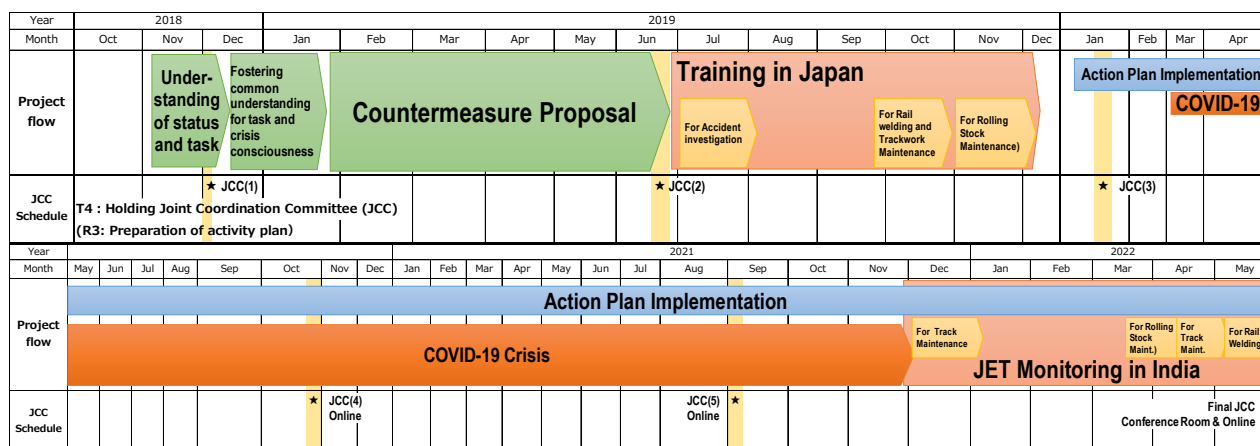 Year 2018 2019
Month Oct Nov Dec Jan Feb Mar Apr May Jun Jul Aug Sep Oct Nov Dec Jan Feb Mar Apr
Project
flow
Under-
standing
of status
and task
Fostering
common
understanding
for task and
crisis
consciousness
Countermeasure Proposal
Training in Japan
For Accident
investigation
For Rail
welding and
Trackwork
Maintenance
For Rolling
Stock
Maintenance)
Action Plan Implementation
COVID-19
JCC
Schedule
★ JCC(1)
★ JCC(2)
★ JCC(3)
T4 : Holding Joint Coordination Committee (JCC)
(R3: Preparation of activity plan)
Year 2021 2022
Month May Jun Jul Aug Sep Oct Nov Dec Jan Feb Mar Apr May Jun Jul Aug Sep Oct Nov Dec Jan Feb Mar Apr May
Project
flow
Action Plan Implementation
COVID-19 Crisis
For Track
Maintenance
For Rolling
Stock
Maint.)
For
Track
Maint.
For Rail
Welding
JET Monitoring in India
JCC
Schedule
★ JCC(4)
Online
JCC(5) ★
Online
Final JCC
Conference Room & Online